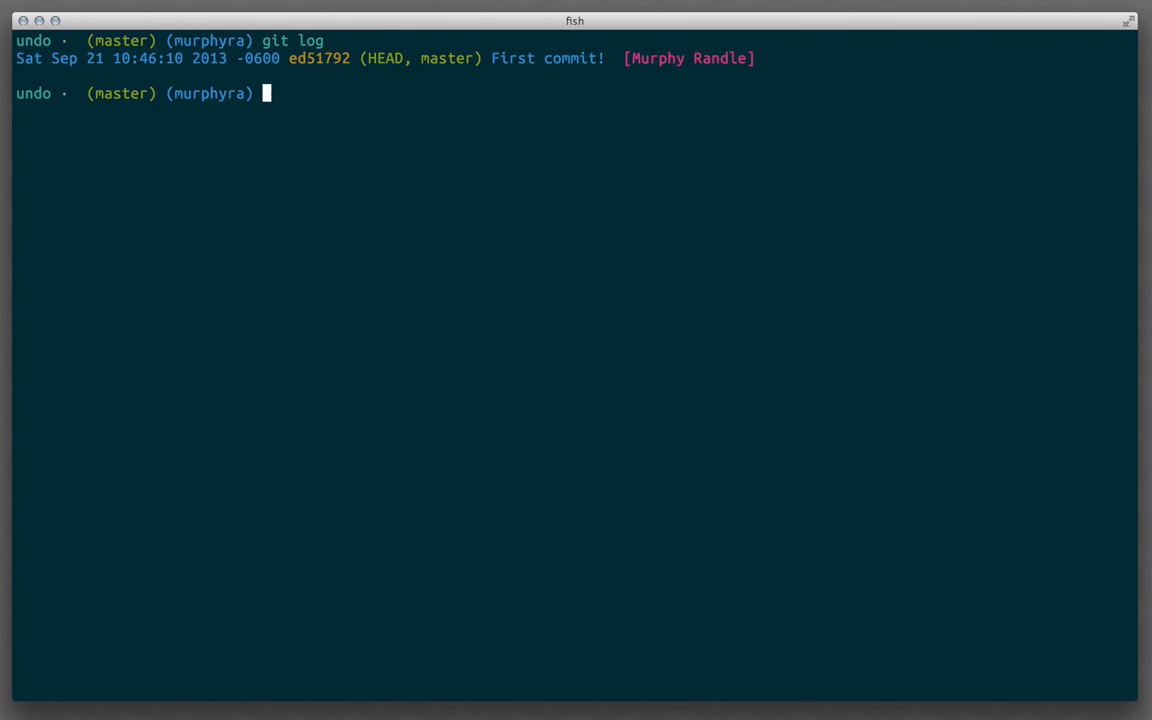 fish
undo ·  (master) (murphyra) git log
Sat Sep 21 10:46:10 2013 -0600 ed51792 (HEAD, master) First commit!  [Murphy Randle]
undo ·  (master) (murphyra)